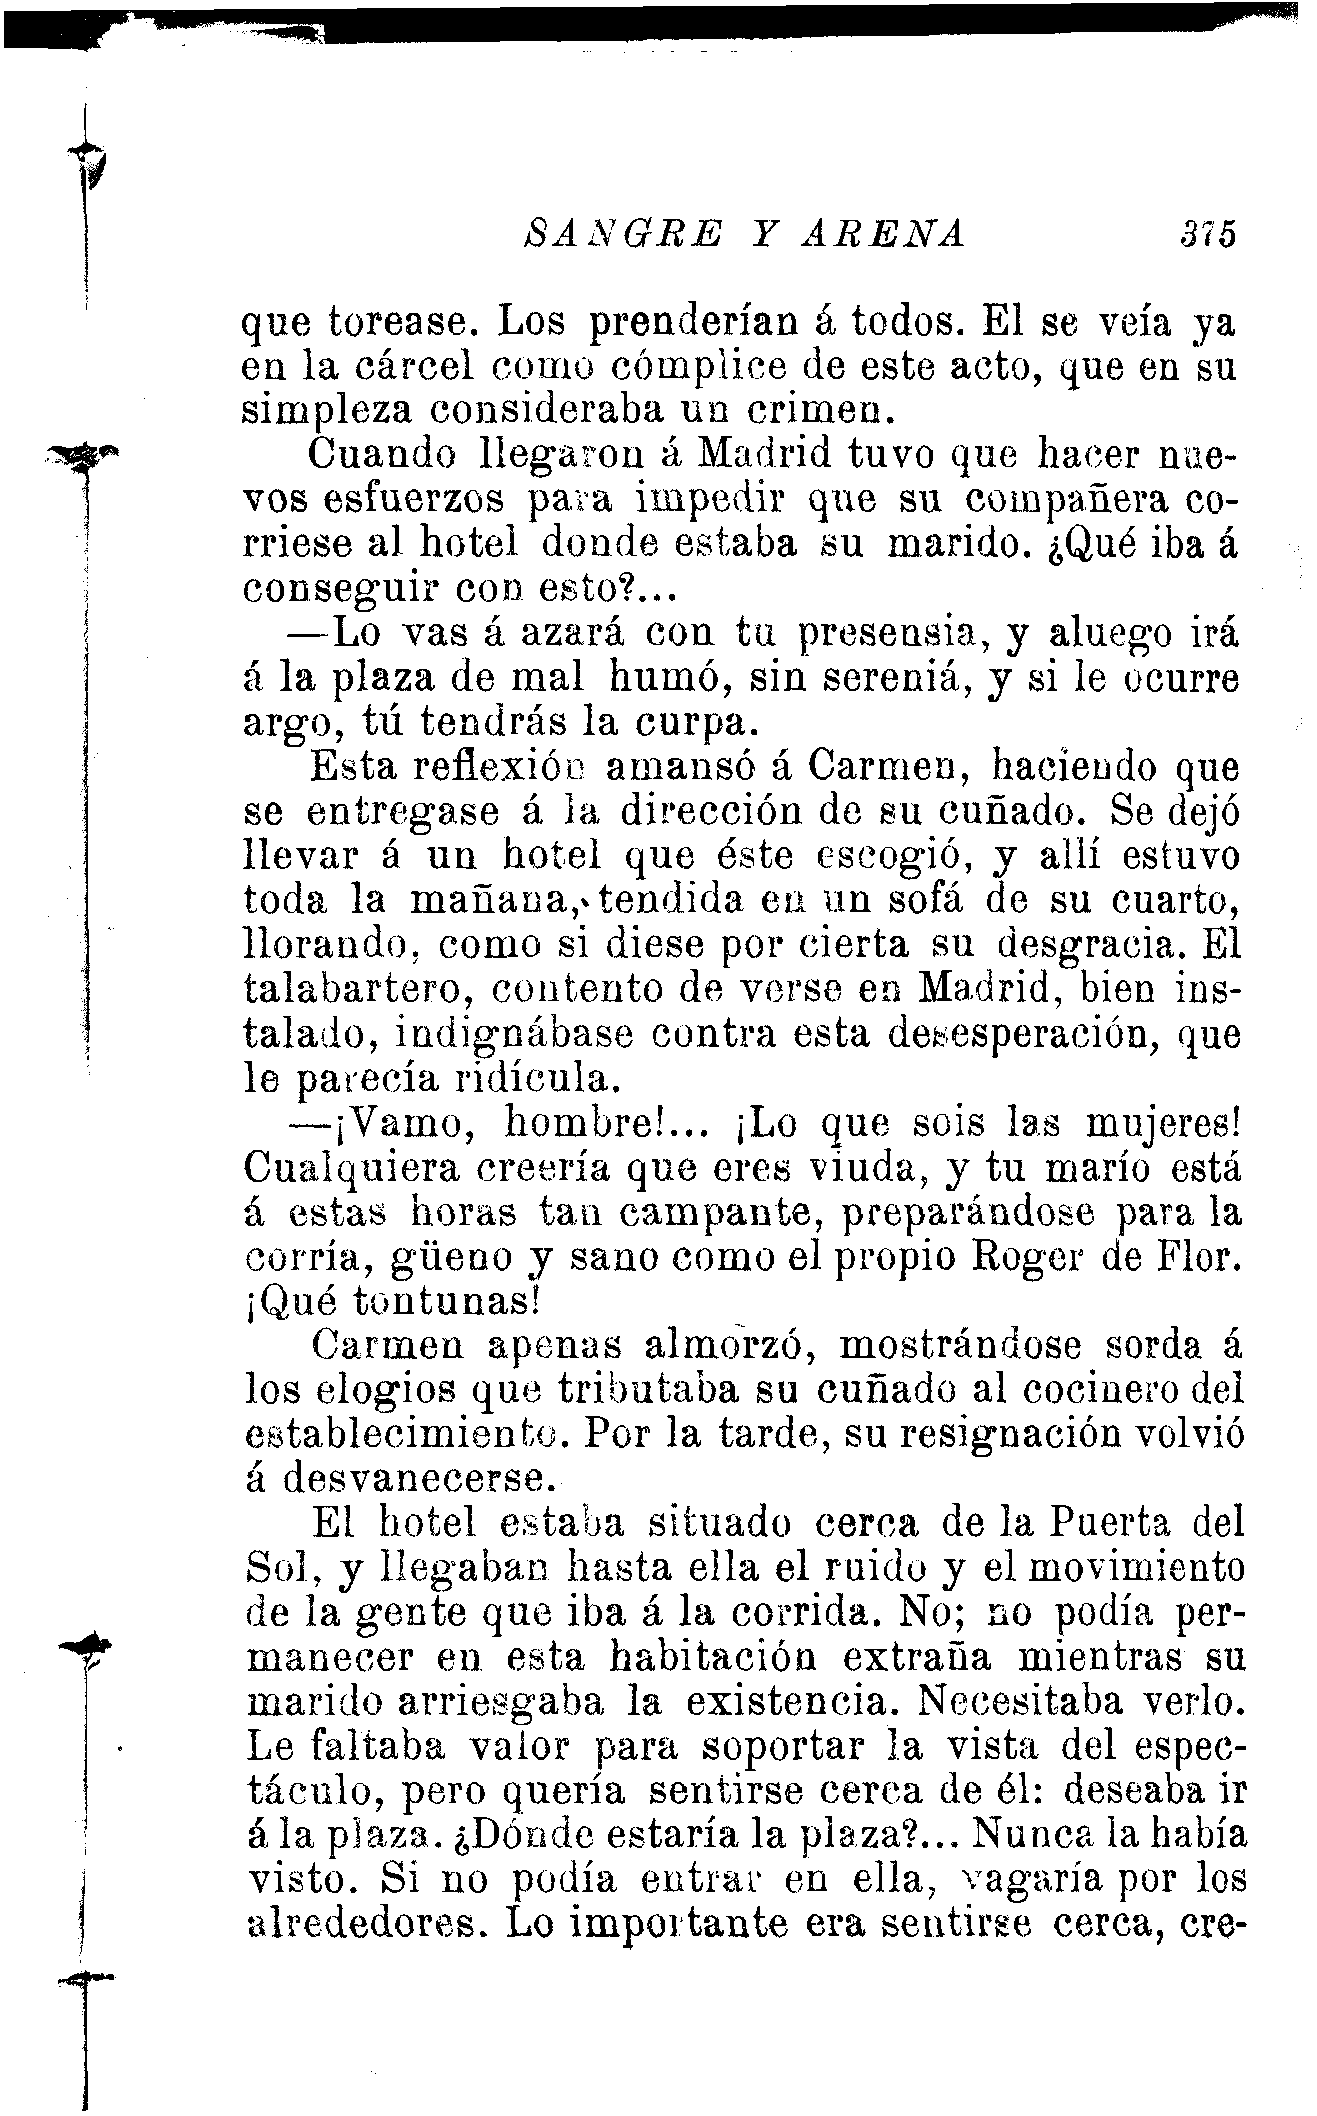 SANGRE Y ARENA 375
que torease. Los prenderían á todos. El se veía ya
en la cárcel como cómplice de este acto, que en su
simpleza consideraba un crimen.
Cuando llegaron á Madrid tuvo que hacer nue-
vos esfuerzos para impedir que su compañera co-
rriese al hotel donde estaba su marido. ¿Qué iba á
conseguir con esto?...
—Lo vas á azará con tu presensia, y aluego irá
á la plaza de mal humó, sin sereniá, y si le ocurre
argo, tú tendrás la curpa.
Esta reflexión amansó á Carmen, haciendo que
se entregase á la dirección de su cuñado. Se dejó
llevar á un hotel que éste escogió, y allí estuvo
toda la mañana, tendida en un sofá de su cuarto,
llorando, como si diese por cierta su desgracia. El
talabartero, contento de verse en Madrid, bien ins-
talado, indignábase contra esta desesperación, que
le parecía ridícula.
—¡Vamo, hombre!... ¡Lo que sois las mujeres!
Cualquiera creería que eres viuda, y tu marío está
á estas horas tan campante, preparándose para la
corría, güeno y sano como el propio Roger de Flor.
¡Qué tontunas!
Carmen apenas almorzó, mostrándose sorda á
los elogios que tributaba su cuñado al cocinero del
establecimiento. Por la tarde, su resignación volvió
á desvanecerse.
El hotel estaba situado cerca de la Puerta del
Sol, y llegaban hasta ella el ruido y el movimiento
de la gente que iba á la corrida. No; no podía per-
manecer en esta habitación extraña mientras su
marido arriesgaba la existencia. Necesitaba verlo.
Le faltaba valor para soportar la vista del espec-
táculo, pero quería sentirse cerca de él: deseaba ir
á la plaza. ¿Dónde estaría la plaza?... Nunca la había
visto. Si no podía entrar en ella, vagaría por los
alrededores. Lo importante era sentirse cerca, cre-